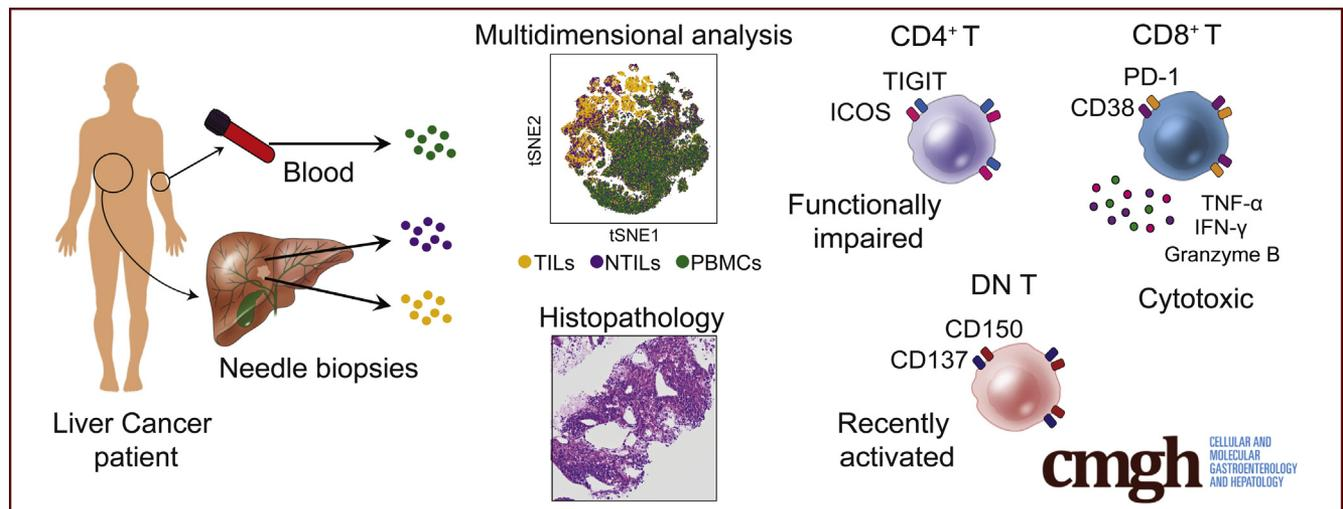 Blood
Needle biopsies
Liver Cancer
patient
Multidimensional analysis
tSNE2
tSNE1
TILs NTILs PBMCs
Histopathology
CD4⁺ T
TIGIT
ICOS
Functionally
impaired
CD8⁺ T
PD-1
CD38
TNF-α
IFN-γ
Granzyme B
Cytotoxic
DN T
CD150
CD137
Recently
activated
cmgh
CELLULAR AND
MOLECULAR
GASTROENTEROLOGY
AND HEPATOLOGY